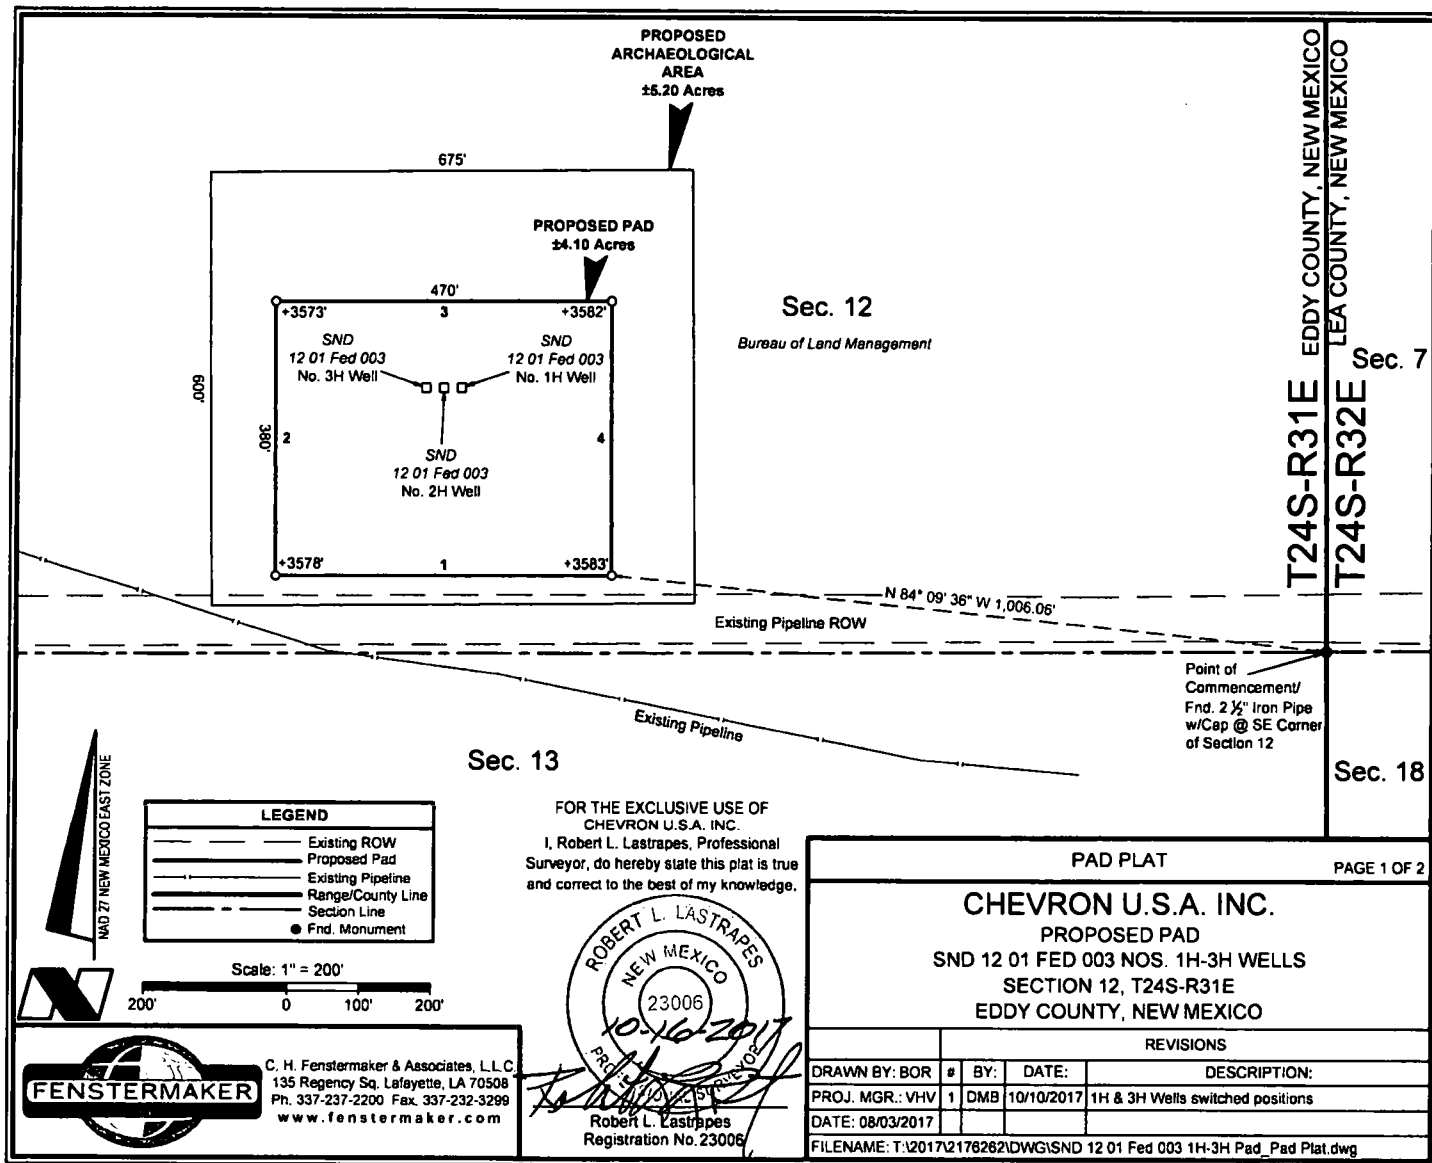 PROPOSED
ARCHAEOLOGICAL
AREA
±5.20 Acres
675'
600'
PROPOSED PAD
±4.10 Acres
470'
3
+3573'
+3582'
SND
12 01 Fed 003
No. 3H Well
SND
12 01 Fed 003
No. 1H Well
380'
2
4
SND
12 01 Fed 003
No. 2H Well
+3578'
1
+3583'
Sec. 12
Bureau of Land Management
EDDY COUNTY, NEW MEXICO
LEA COUNTY, NEW MEXICO
Sec. 7
T24S-R31E
T24S-R32E
N 84° 09' 36" W 1,006.06'
Existing Pipeline ROW
Point of
Commencement/
Fnd. 2 ½" Iron Pipe
w/Cap @ SE Corner
of Section 12
Existing Pipeline
Sec. 13
Sec. 18
NAD 27 NEW MEXICO EAST ZONE
LEGEND
Existing ROW
Proposed Pad
Existing Pipeline
Range/County Line
Section Line
Fnd. Monument
Scale: 1" = 200'
200' 0 100' 200'
FOR THE EXCLUSIVE USE OF
CHEVRON U.S.A. INC.
I, Robert L. Lastrapes, Professional
Surveyor, do hereby state this plat is true
and correct to the best of my knowledge.
ROBERT L. LASTRAPES
NEW MEXICO
23006
10-16-2017
PROFESSIONAL SURVEYOR
Robert L. Lastrapes
Registration No. 23006
FENSTERMAKER
C. H. Fenstermaker & Associates, L.L.C.
135 Regency Sq. Lafayette, LA 70508
Ph. 337-237-2200 Fax. 337-232-3299
www.fenstermaker.com
PAD PLAT
PAGE 1 OF 2
CHEVRON U.S.A. INC.
PROPOSED PAD
SND 12 01 FED 003 NOS. 1H-3H WELLS
SECTION 12, T24S-R31E
EDDY COUNTY, NEW MEXICO
REVISIONS
DRAWN BY: BOR # BY: DATE: DESCRIPTION:
PROJ. MGR.: VHV 1 DMB 10/10/2017 1H & 3H Wells switched positions
DATE: 08/03/2017
FILENAME: T:\2017\2176262\DWG\SND 12 01 Fed 003 1H-3H Pad_Pad Plat.dwg